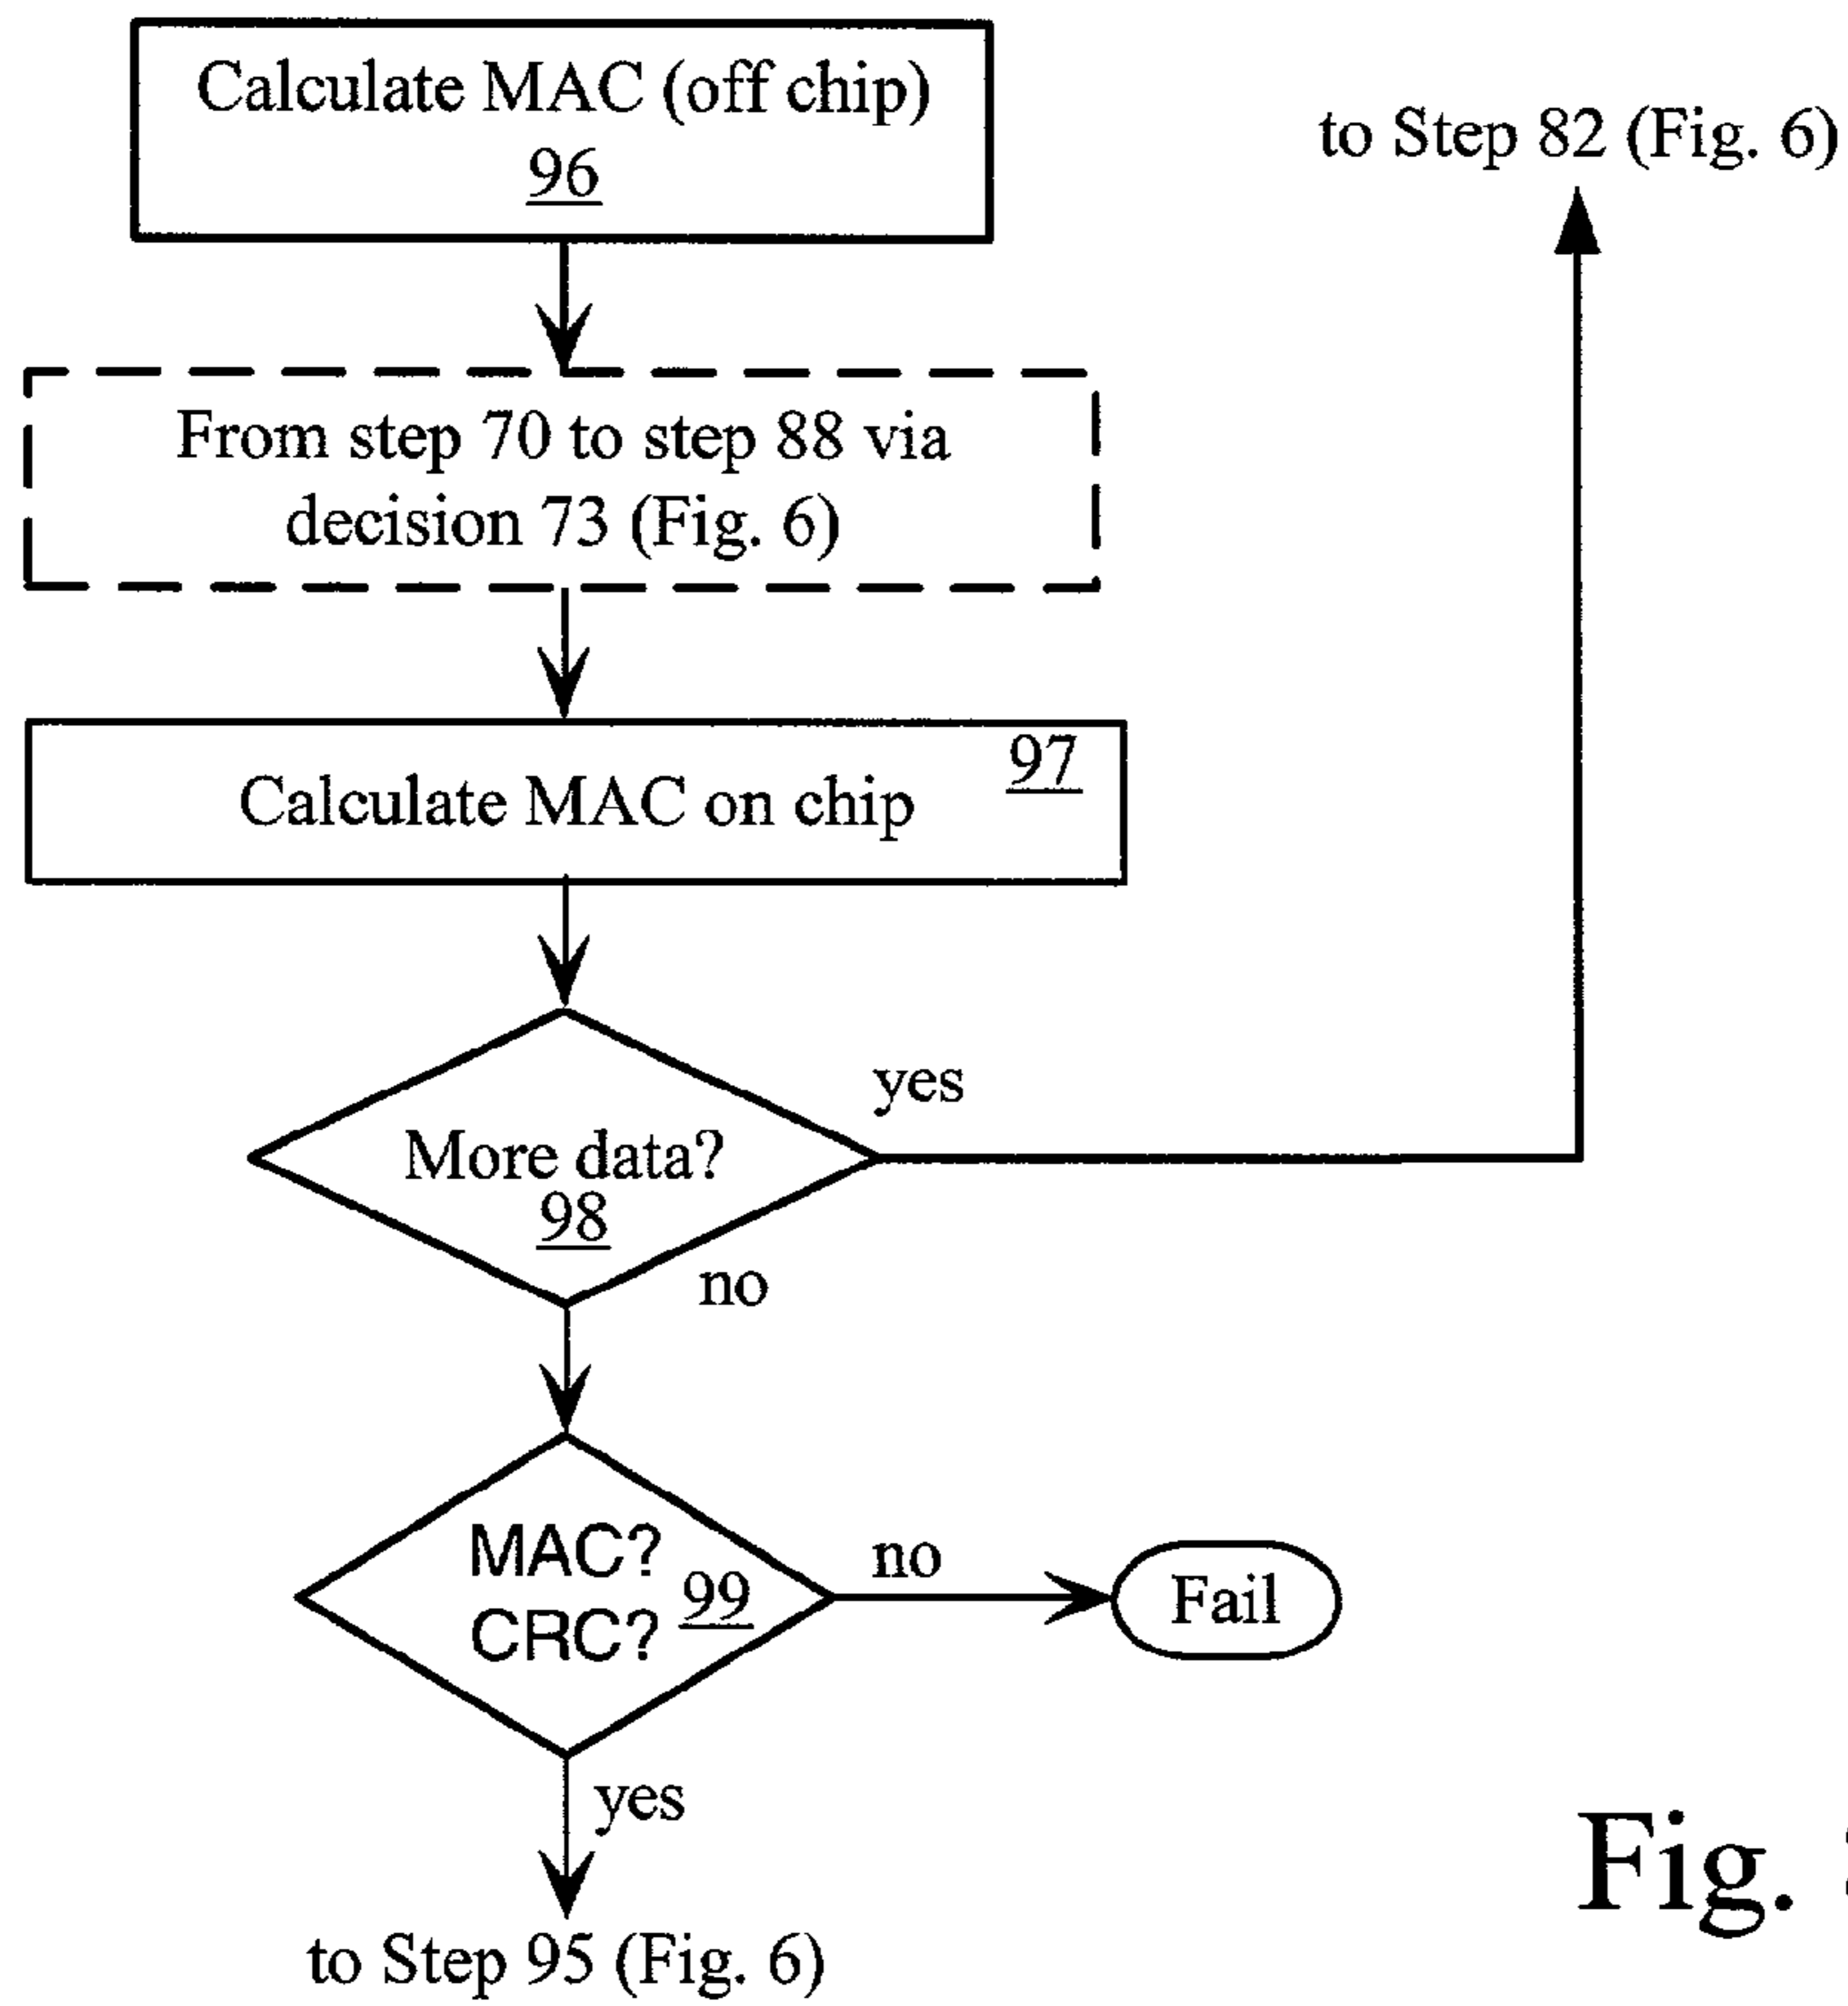 Calculate MAC (off chip)
96
to Step 82 (Fig. 6)
From step 70 to step 88 via
decision 73 (Fig. 6)
97
Calculate MAC on chip
yes
More data?
98
no
MAC?
CRC?
99
no
Fail
yes
to Step 95 (Fig. 6)
Fig.